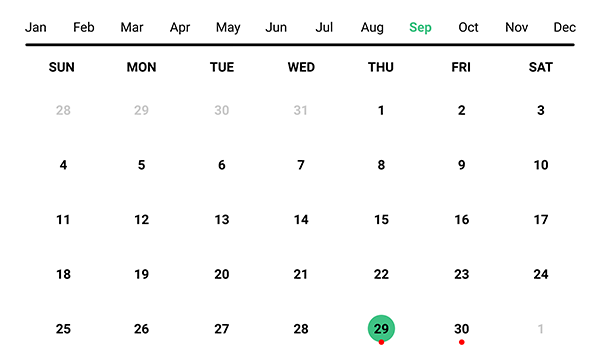 Jan Feb Mar Apr May Jun Jul Aug Sep Oct Nov Dec
SUN MON TUE WED THU FRI SAT
28 29 30 31 1 2 3
4 5 6 7 8 9 10
11 12 13 14 15 16 17
18 19 20 21 22 23 24
25 26 27 28 29 30 1